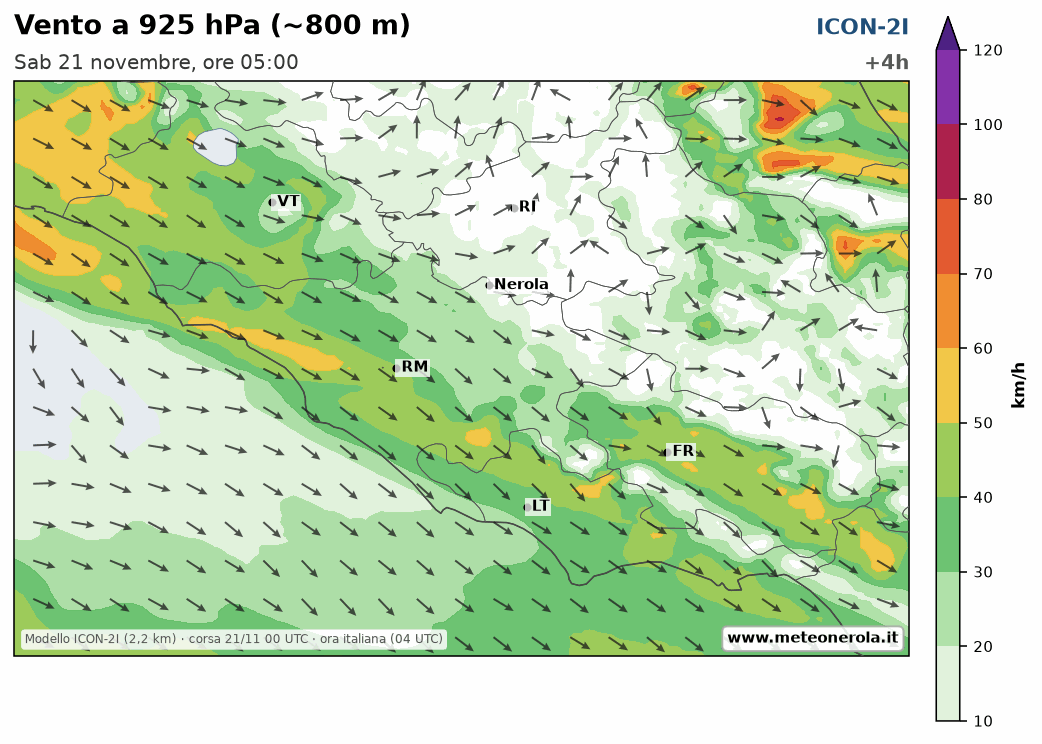 Vento a 925 hPa (~800 m)
ICON-2I
Sab 21 novembre, ore 05:00
+4h
120
100
80
70
60
50
40
30
20
10
km/h
VT
RI
Nerola
RM
FR
LT
Modello ICON-2I (2,2 km) · corsa 21/11 00 UTC · ora italiana (04 UTC)
www.meteonerola.it